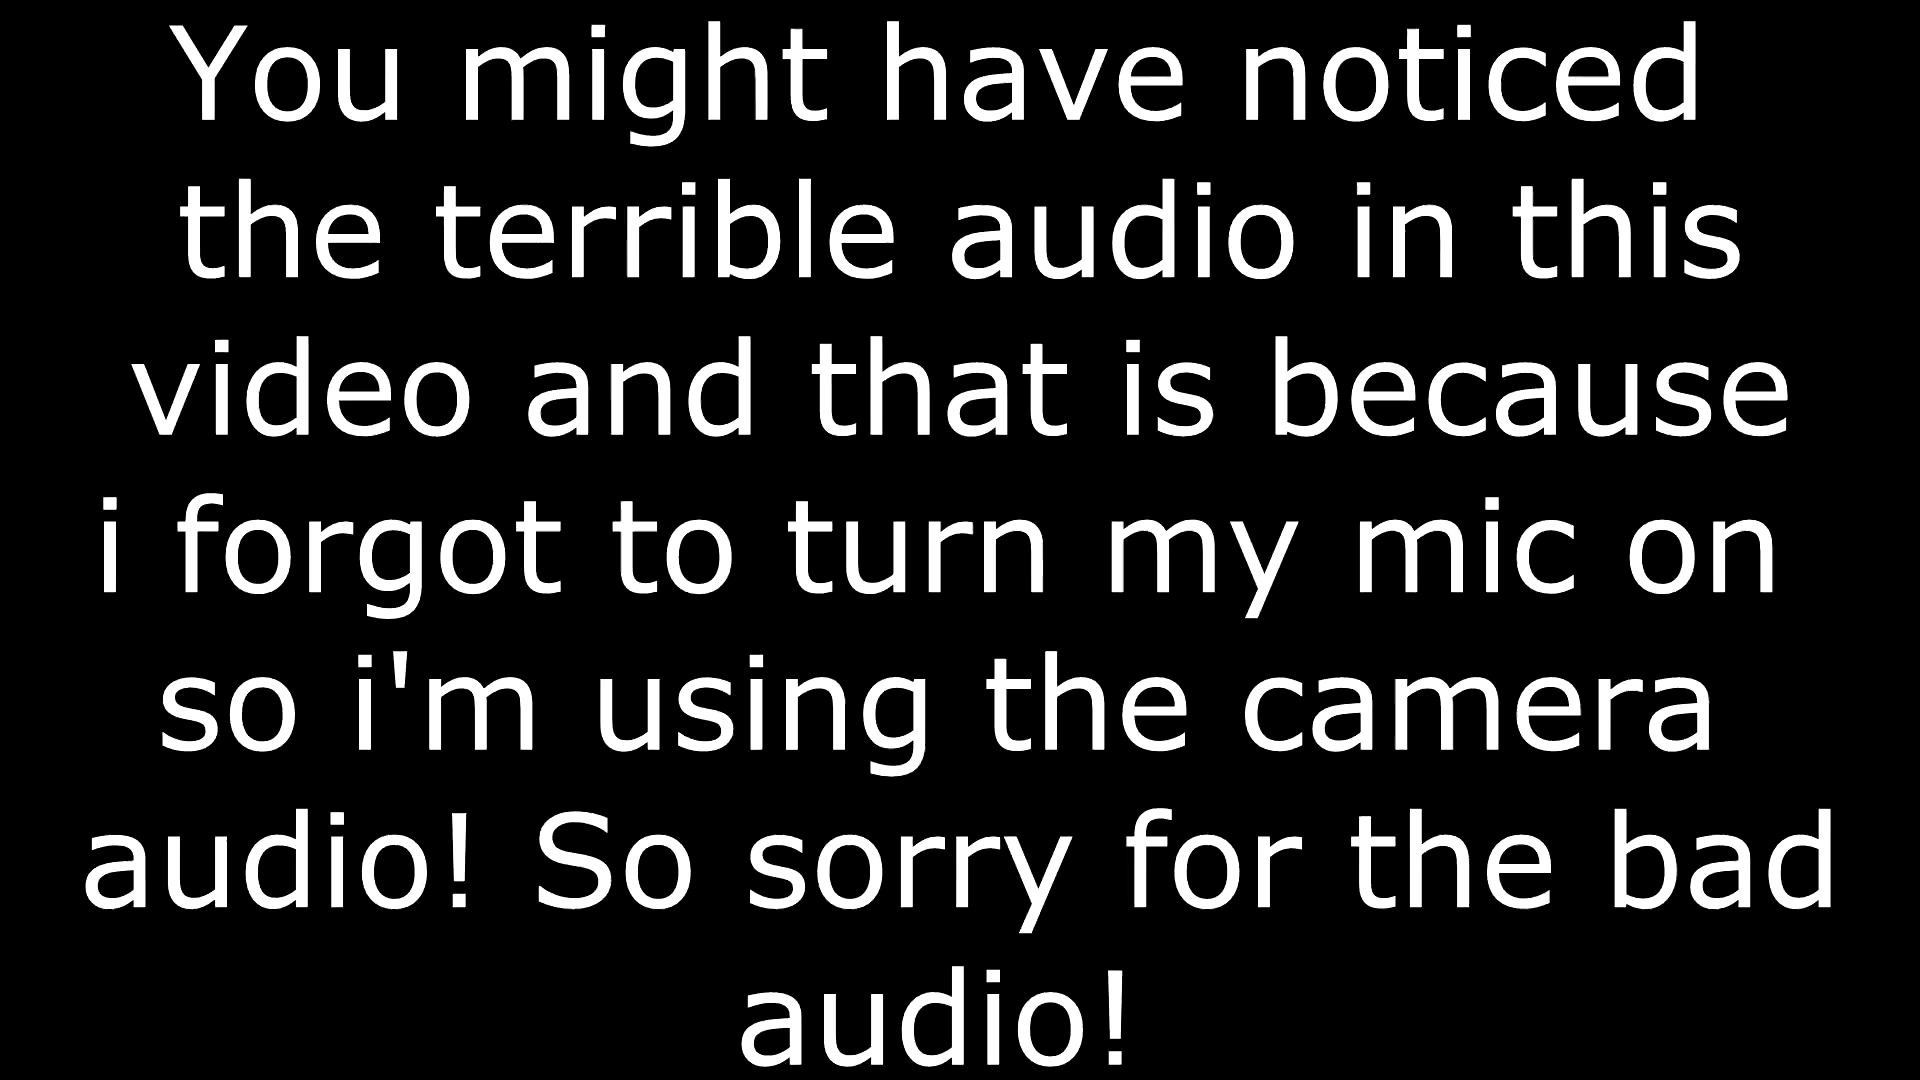 You might have noticed
the terrible audio in this
video and that is because
i forgot to turn my mic on
so i'm using the camera
audio! So sorry for the bad
audio!